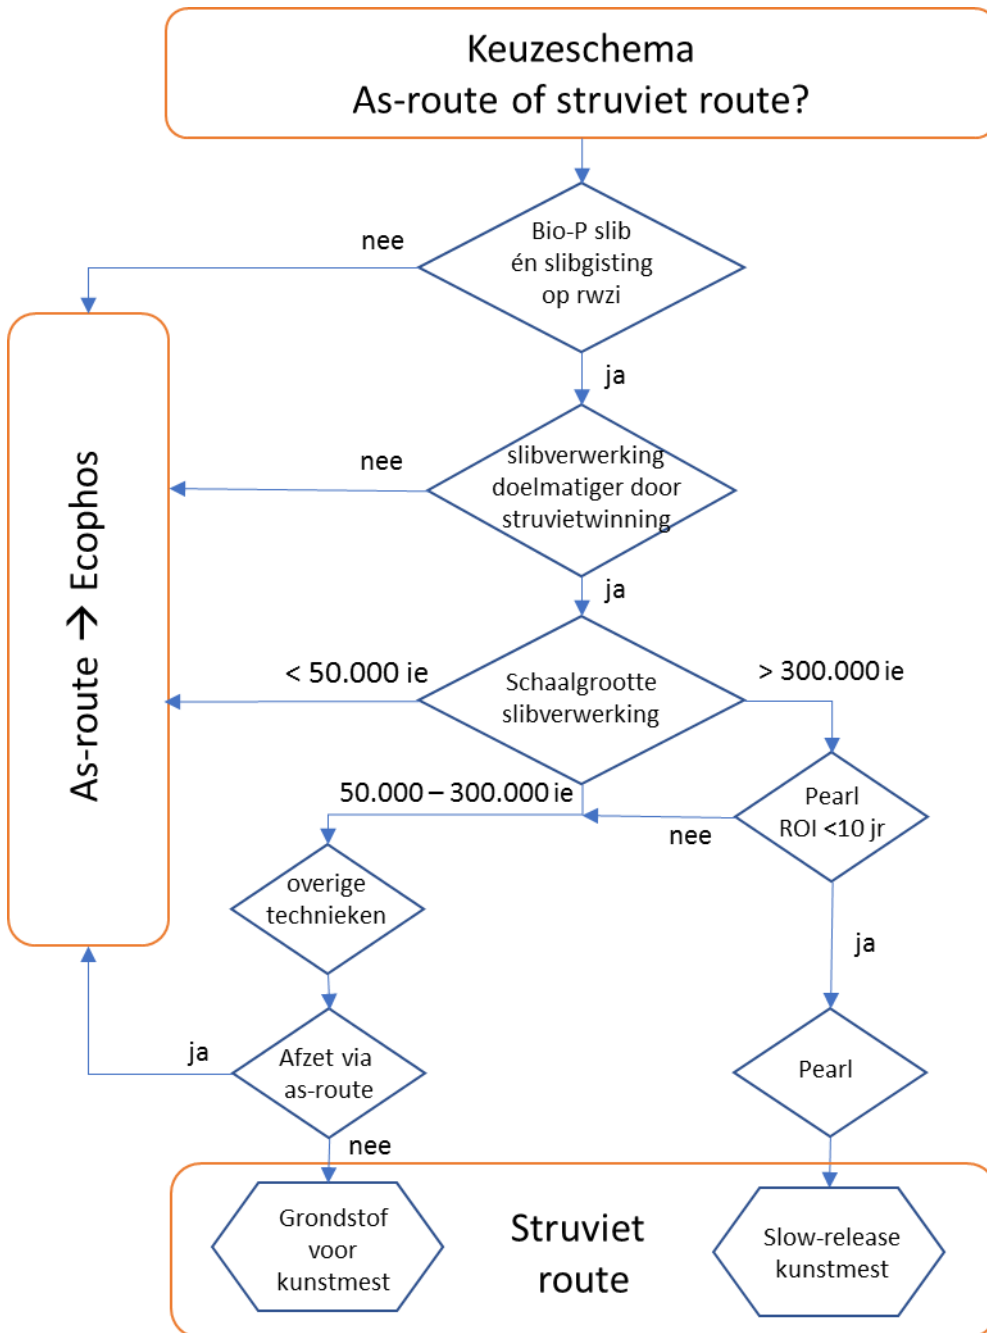 Keuzeschema
As-route of struviet route?
nee
Bio-P slib
én slibgisting
op rwzi
ja
nee
slibverwerking
doelmatiger door
struvietwinning
ja
As-route → Ecophos
< 50.000 ie
Schaalgrootte
slibverwerking
> 300.000 ie
50.000 – 300.000 ie
Pearl
ROI <10 jr
nee
overige
technieken
ja
ja
Afzet via
as-route
Pearl
nee
Grondstof
voor
kunstmest
Struviet
route
Slow-release
kunstmest